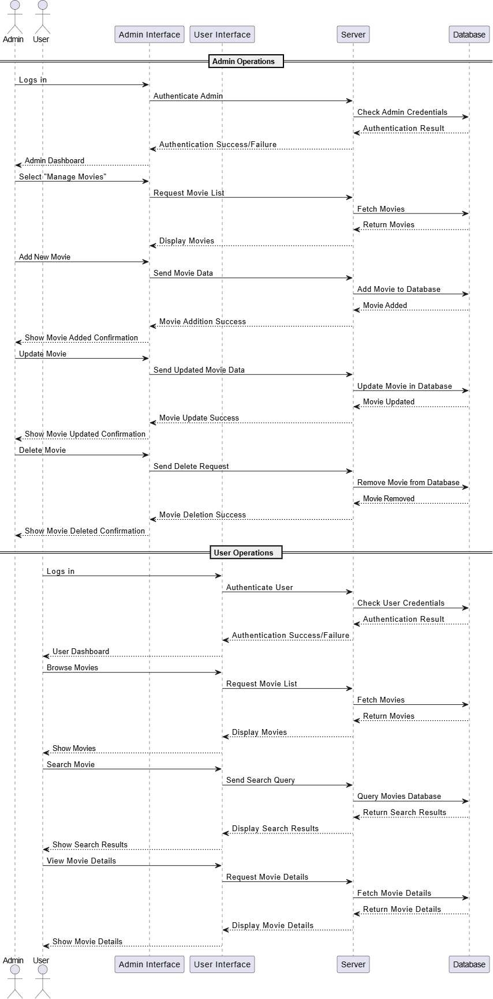 Admin
User
Admin Interface
User Interface
Server
Database
Admin Operations
Logs in
Authenticate Admin
Check Admin Credentials
Authentication Result
Authentication Success/Failure
Admin Dashboard
Select "Manage Movies"
Request Movie List
Fetch Movies
Return Movies
Display Movies
Add New Movie
Send Movie Data
Add Movie to Database
Movie Added
Movie Addition Success
Show Movie Added Confirmation
Update Movie
Send Updated Movie Data
Update Movie in Database
Movie Updated
Movie Update Success
Show Movie Updated Confirmation
Delete Movie
Send Delete Request
Remove Movie from Database
Movie Removed
Movie Deletion Success
Show Movie Deleted Confirmation
User Operations
Logs in
Authenticate User
Check User Credentials
Authentication Result
Authentication Success/Failure
User Dashboard
Browse Movies
Request Movie List
Fetch Movies
Return Movies
Display Movies
Show Movies
Search Movie
Send Search Query
Query Movies Database
Return Search Results
Display Search Results
Show Search Results
View Movie Details
Request Movie Details
Fetch Movie Details
Return Movie Details
Display Movie Details
Show Movie Details
Admin
User
Admin Interface
User Interface
Server
Database